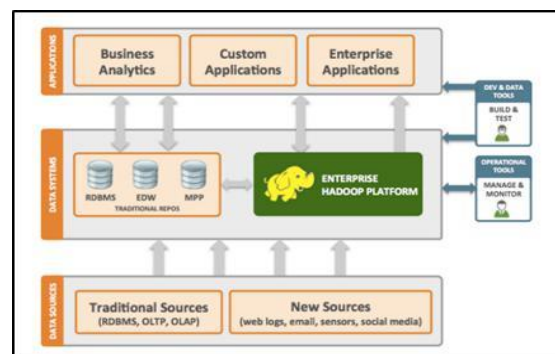 APPLICATIONS
Business
Analytics
Custom
Applications
Enterprise
Applications
DEV & DATA
TOOLS
BUILD &
TEST
DATA SYSTEMS
RDBMS EDW MPP
TRADITIONAL REPOS
ENTERPRISE
HADOOP PLATFORM
OPERATIONAL
TOOLS
MANAGE &
MONITOR
DATA SOURCES
Traditional Sources
(RDBMS, OLTP, OLAP)
New Sources
(web logs, email, sensors, social media)